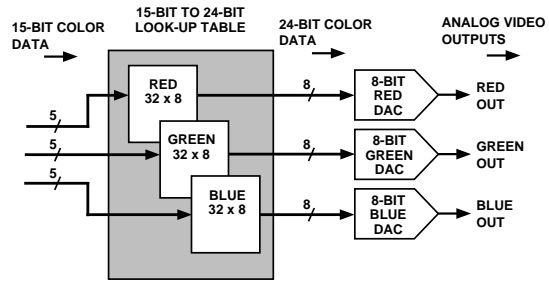 15-BIT COLOR
DATA
15-BIT TO 24-BIT
LOOK-UP TABLE
24-BIT COLOR
DATA
ANALOG VIDEO
OUTPUTS
5
RED
32 x 8
8
8-BIT
RED
DAC
RED
OUT
5
GREEN
32 x 8
8
8-BIT
GREEN
DAC
GREEN
OUT
5
BLUE
32 x 8
8
8-BIT
BLUE
DAC
BLUE
OUT